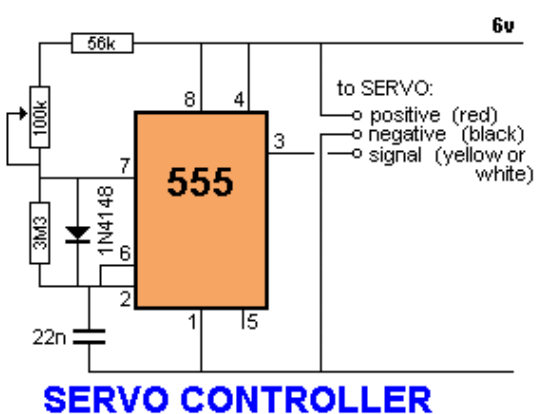 6v
56k
to SERVO:
8
4
positive (red)
100k
negative (black)
3
signal (yellow or
white)
7
555
1N4148
3M3
6
2
1
5
22n
SERVO CONTROLLER